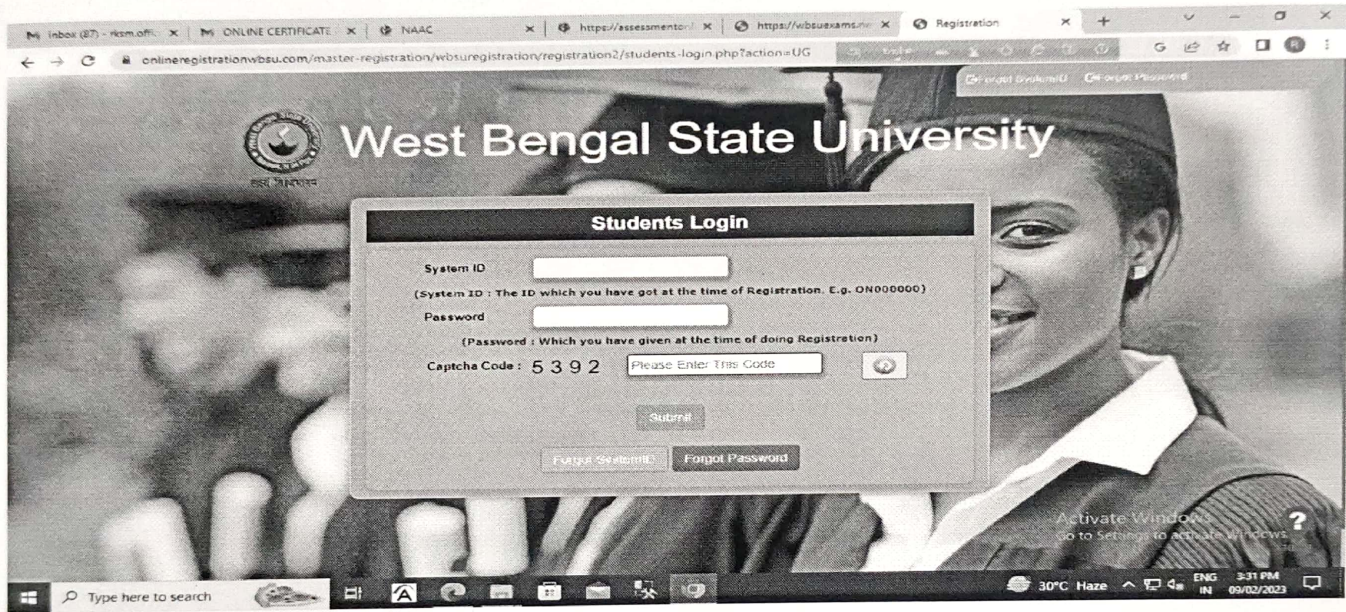 inbox (87) - rksm.offi
ONLINE CERTIFICATE
NAAC
https://assessmentonl
https://wbsuexams.ne
Registration
onlineregistrationwbsu.com/master-registration/wbsuregistration/registration2/students-login.php?action=UG
Forgot SystemID Forgot Password
West Bengal State University
Students Login
System ID
(System ID : The ID which you have got at the time of Registration. E.g. ON000000)
Password
(Password : Which you have given at the time of doing Registration)
Captcha Code : 5 3 9 2 Please Enter This Code
Submit
Forgot SystemID Forgot Password
Activate Windows
Go to Settings to activate Windows.
?
Type here to search
30°C Haze
ENG 3:31 PM
IN 09/02/2023